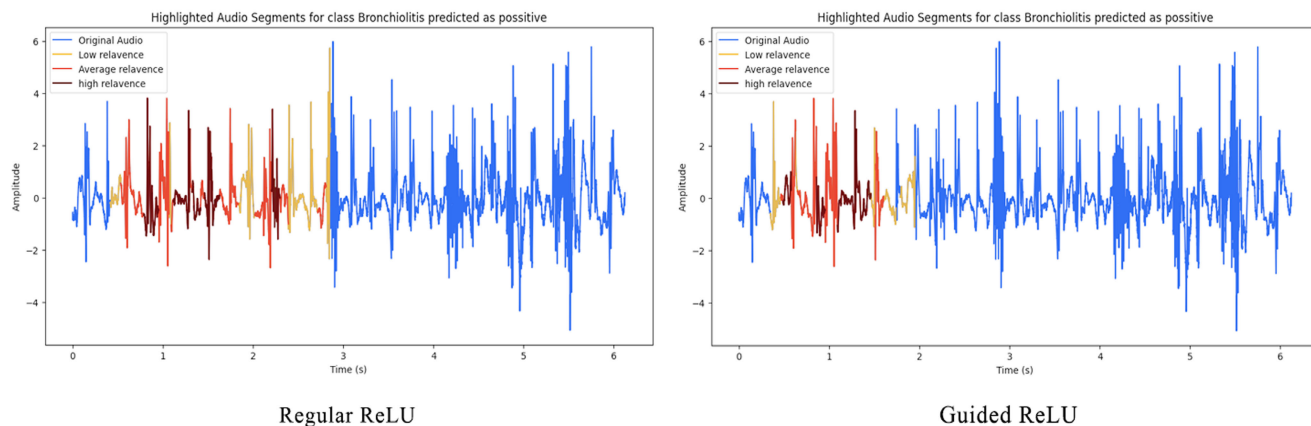 Highlighted Audio Segments for class Bronchiolitis predicted as possitive
6
4
2
0
−2
−4
Amplitude
Original Audio
Low relavence
Average relavence
high relavence
0 1 2 3 4 5 6
Time (s)
Regular ReLU
Highlighted Audio Segments for class Bronchiolitis predicted as possitive
6
4
2
0
−2
−4
Amplitude
Original Audio
Low relavence
Average relavence
high relavence
0 1 2 3 4 5 6
Time (s)
Guided ReLU